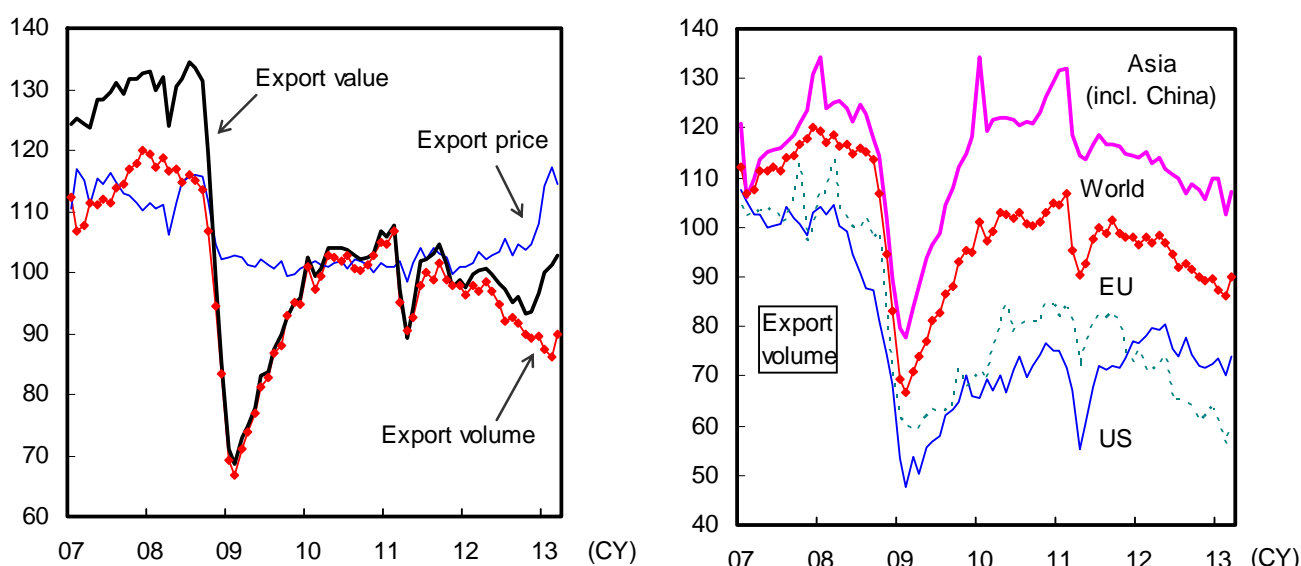 140
130
120
110
100
90
80
70
60
07 08 09 10 11 12 13 (CY)
Export value
Export price
Export volume
140
130
120
110
100
90
80
70
60
50
40
07 08 09 10 11 12 13 (CY)
Asia
(incl. China)
World
EU
Export
volume
US